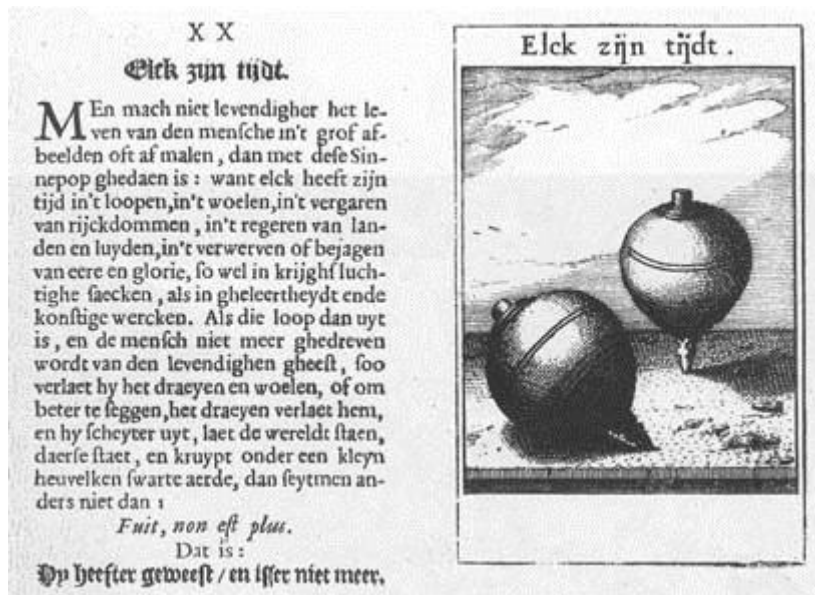 X X
Elck zijn tijdt.
MEn mach niet levendigher het le-
ven van den menſche in't grof af-
beelden oft af malen, dan met deſe Sin-
nepop ghedaen is: want elck heeft zijn
tijd in't loopen, in't woelen, in't vergaren
van rijckdommen, in't regeren van lan-
den en luyden, in't verwerven of bejagen
van eere en glorie, ſo wel in krijghſluch-
tighe ſaecken, als in gheleertheydt ende
konſtige wercken. Als die loop dan uyt
is, en de menſch niet meer ghedreven
wordt van den levendighen gheeſt, ſoo
verlaet hy het draeyen en woelen, of om
beter te ſeggen, het draeyen verlaet hem,
en hy ſcheyter uyt, laet de wereldt ſtaen,
daerſe ſtaet, en kruypt onder een kleyn
heuvelken ſwarte aerde, dan ſeytmen an-
ders niet dan:
Fuit, non eſt plus.
Dat is:
Hy heefter geweeſt / en iſſer niet meer.
Elck zijn tijdt.